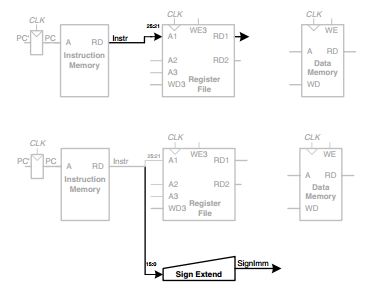 CLK CLK CLK
25:21 WE3 WE
PC' PC A RD Instr A1 RD1
A RD
Instruction
Memory
A2 RD2
A3
WD3
Register
File
Data
Memory
WD
CLK CLK CLK
25:21 WE3 WE
PC' PC A RD Instr A1 RD1
A RD
Instruction
Memory
A2 RD2
A3
WD3
Register
File
Data
Memory
WD
15:0
SignImm
Sign Extend